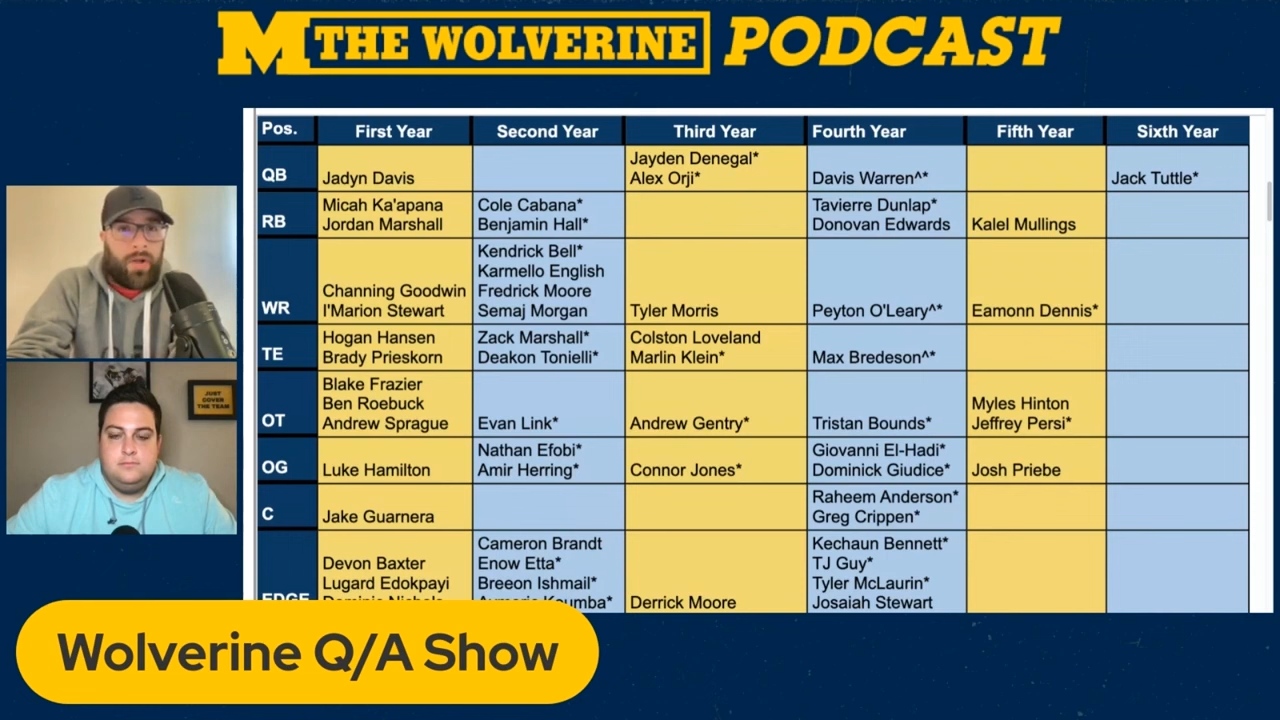 M THE WOLVERINE PODCAST
Pos. First Year Second Year Third Year Fourth Year Fifth Year Sixth Year
Jayden Denegal*
QB Jadyn Davis Alex Orji* Davis Warren^* Jack Tuttle*
Micah Ka'apana Cole Cabana* Tavierre Dunlap*
RB Jordan Marshall Benjamin Hall* Donovan Edwards Kalel Mullings
Kendrick Bell*
Karmello English
Channing Goodwin Fredrick Moore
WR I'Marion Stewart Semaj Morgan Tyler Morris Peyton O'Leary^* Eamonn Dennis*
Hogan Hansen Zack Marshall* Colston Loveland
TE Brady Prieskorn Deakon Tonielli* Marlin Klein* Max Bredeson^*
Blake Frazier
Ben Roebuck Myles Hinton
OT Andrew Sprague Evan Link* Andrew Gentry* Tristan Bounds* Jeffrey Persi*
Nathan Efobi* Giovanni El-Hadi*
OG Luke Hamilton Amir Herring* Connor Jones* Dominick Giudice* Josh Priebe
Raheem Anderson*
C Jake Guarnera Greg Crippen*
Cameron Brandt Kechaun Bennett*
Devon Baxter Enow Etta* TJ Guy*
Lugard Edokpayi Breeon Ishmail* Tyler McLaurin*
EDGE Derrick Moore Josaiah Stewart
JUST
COVER
THE TEAM
Wolverine Q/A Show